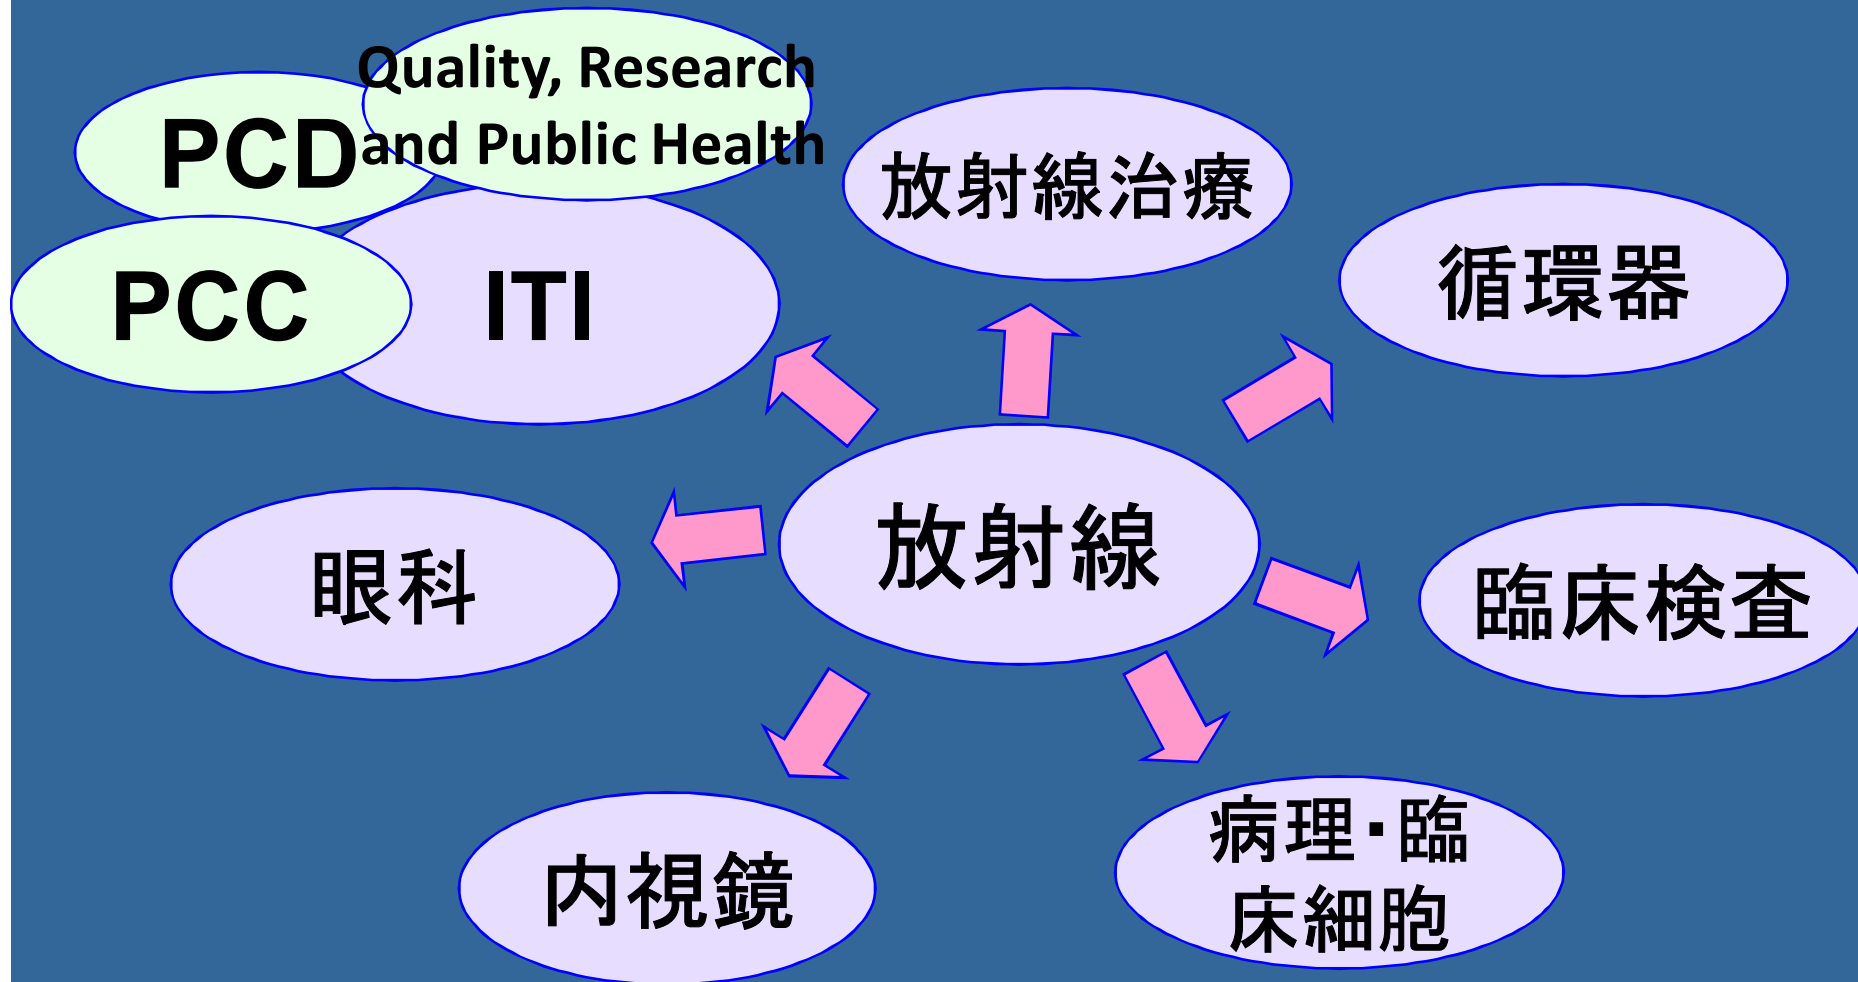 Quality, Research
and Public Health
PCD
放射線治療
循環器
PCC
ITI
放射線
眼科
臨床検査
病理・臨
床細胞
内視鏡